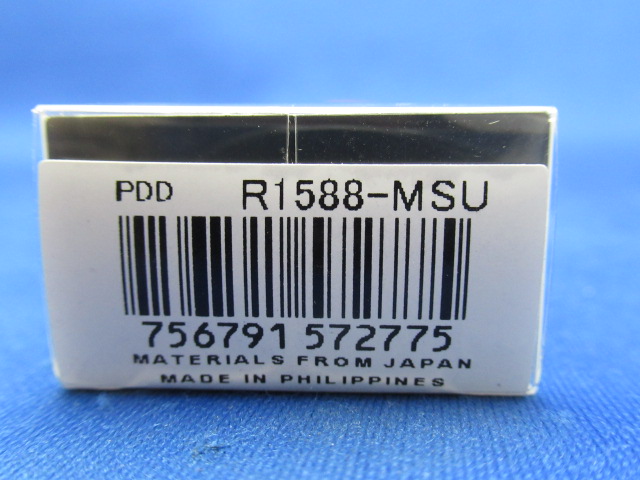 PDD R1588-MSU
756791 572775
MATERIALS FROM JAPAN
MADE IN PHILIPPINES